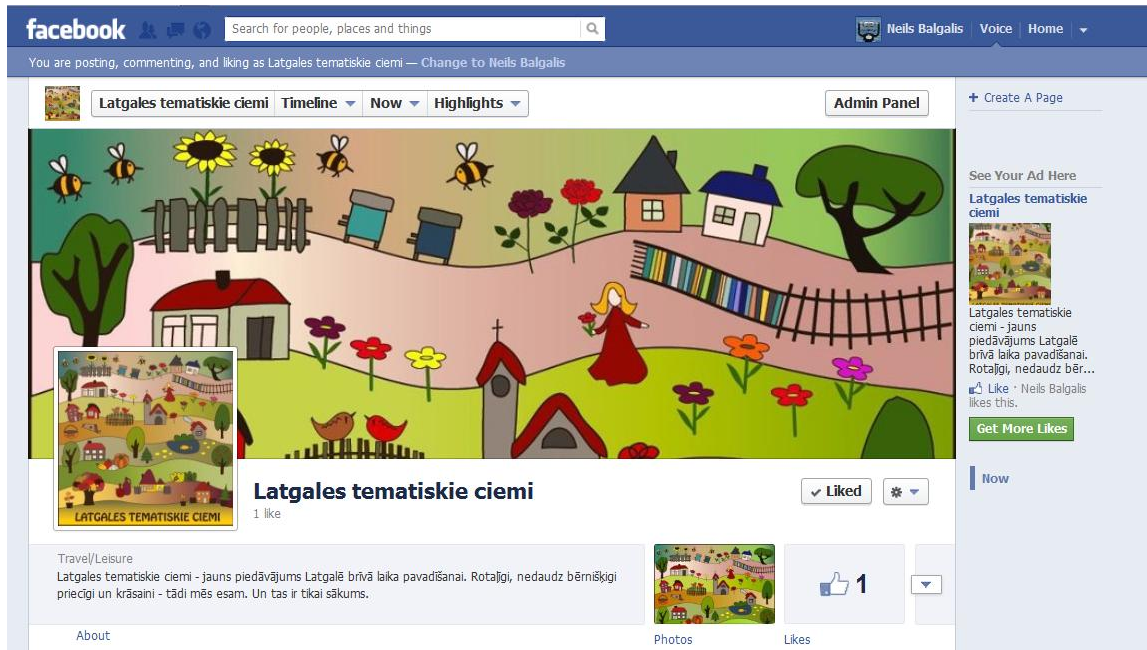 facebook
Search for people, places and things
Neils Balgalis
Voice
Home
You are posting, commenting, and liking as Latgales tematiskie ciemi — Change to Neils Balgalis
Latgales tematiskie ciemi
Timeline
Now
Highlights
Admin Panel
+ Create A Page
See Your Ad Here
Latgales tematiskie
ciemi
Latgales tematiskie
ciemi - jauns
piedāvājums Latgalē
brīvā laika pavadīšanai.
Rotaļīgi, nedaudz bēr...
Like · Neils Balgalis
likes this.
Get More Likes
Now
LATGALES TEMATISKIE CIEMI
Latgales tematiskie ciemi
1 like
Liked
Travel/Leisure
Latgales tematiskie ciemi - jauns piedāvājums Latgalē brīvā laika pavadīšanai. Rotaļīgi, nedaudz bērnišķigi
priecīgi un krāsaini - tādi mēs esam. Un tas ir tikai sākums.
About
Photos
1
Likes